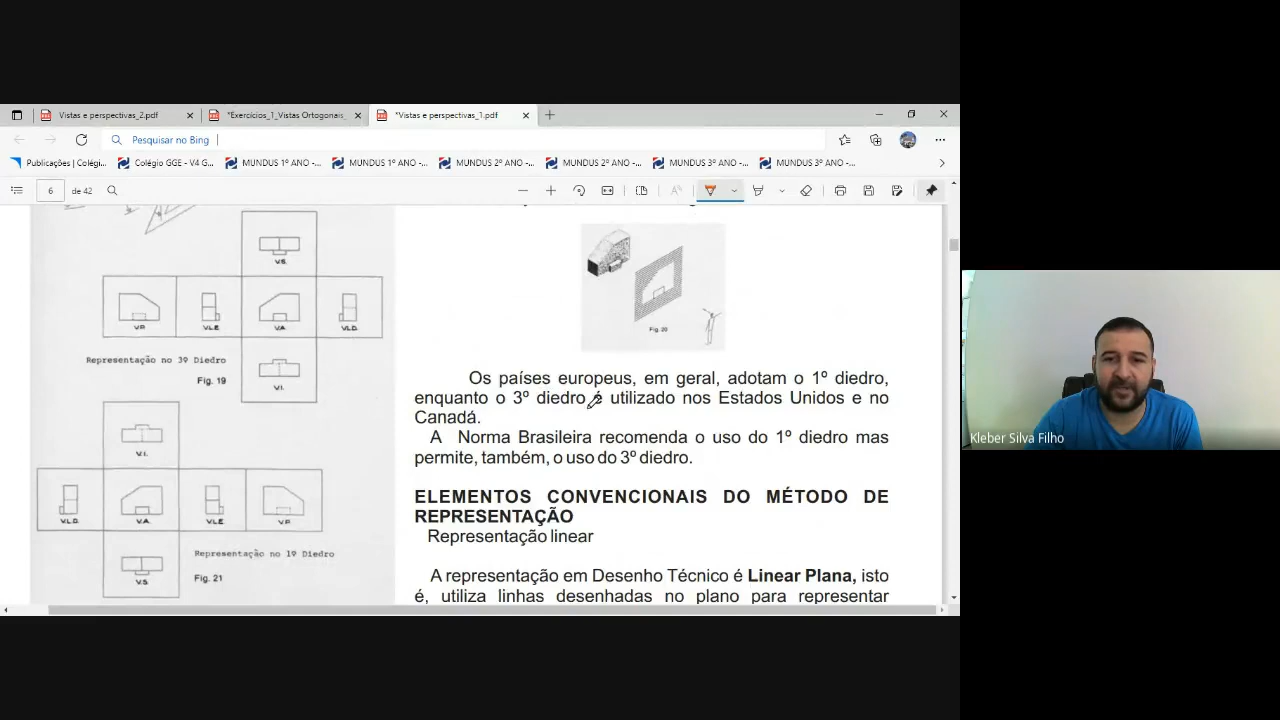 Vistas e perspectivas_2.pdf
*Exercícios_1_Vistas Ortogonais_
*Vistas e perspectivas_1.pdf
Pesquisar no Bing
Publicações | Colégi...
Colégio GGE - V4 G...
MUNDUS 1º ANO -...
MUNDUS 1º ANO -...
MUNDUS 2º ANO -...
MUNDUS 2º ANO -...
MUNDUS 3º ANO -...
MUNDUS 3º ANO -...
6
de 42
V.S.
V.P.
V.L.E.
V.A.
V.L.D.
Representação no 3º Diedro
Fig. 19
V.I.
V.I.
V.L.D.
V.A.
V.L.E.
V.P.
Representação no 1º Diedro
Fig. 21
V.S.
Fig. 20
Os países europeus, em geral, adotam o 1º diedro,
enquanto o 3º diedro é utilizado nos Estados Unidos e no
Canadá.
A Norma Brasileira recomenda o uso do 1º diedro mas
permite, também, o uso do 3º diedro.
ELEMENTOS CONVENCIONAIS DO MÉTODO DE
REPRESENTAÇÃO
Representação linear
A representação em Desenho Técnico é Linear Plana, isto
é, utiliza linhas desenhadas no plano para representar
Kleber Silva Filho